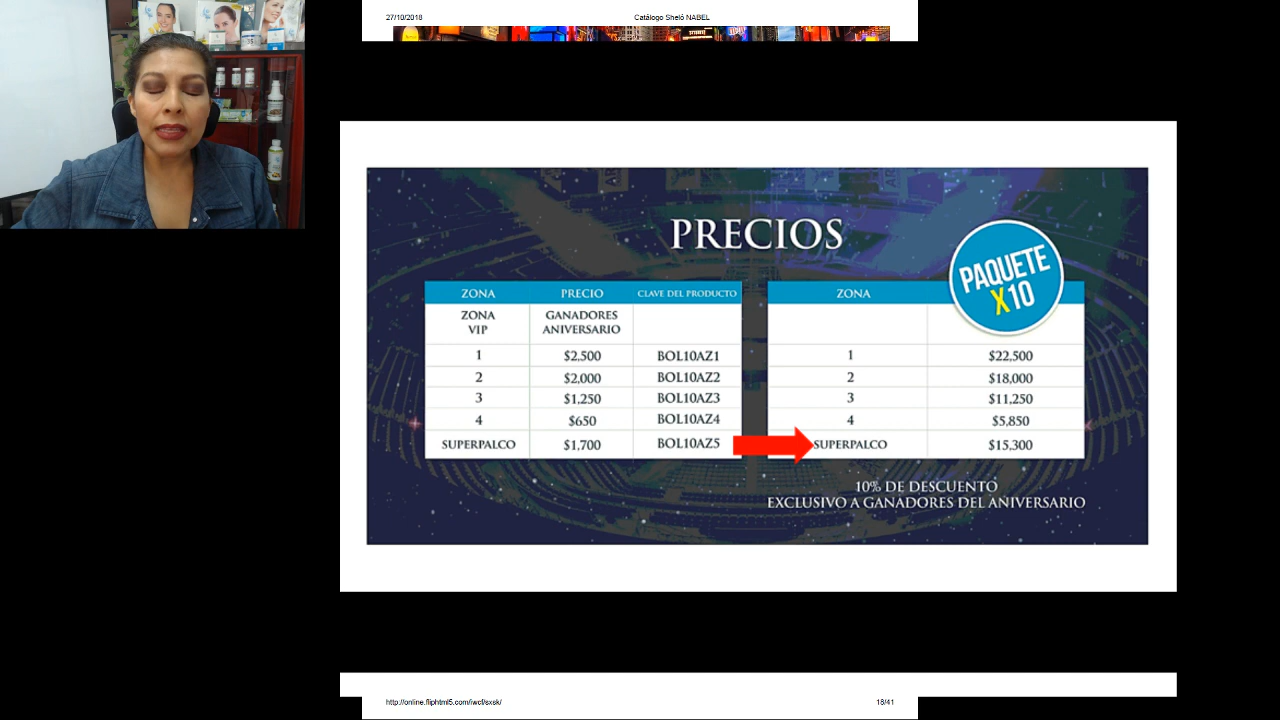 27/10/2018 Catálogo Sheló NABEL
PRECIOS
PAQUETE
X10
ZONA PRECIO CLAVE DEL PRODUCTO
ZONA VIP GANADORES ANIVERSARIO
1 $2,500 BOL10AZ1
2 $2,000 BOL10AZ2
3 $1,250 BOL10AZ3
4 $650 BOL10AZ4
SUPERPALCO $1,700 BOL10AZ5
ZONA
1 $22,500
2 $18,000
3 $11,250
4 $5,850
SUPERPALCO $15,300
10% DE DESCUENTO
EXCLUSIVO A GANADORES DEL ANIVERSARIO
http://online.fliphtml5.com/iwcf/sxsk/ 18/41